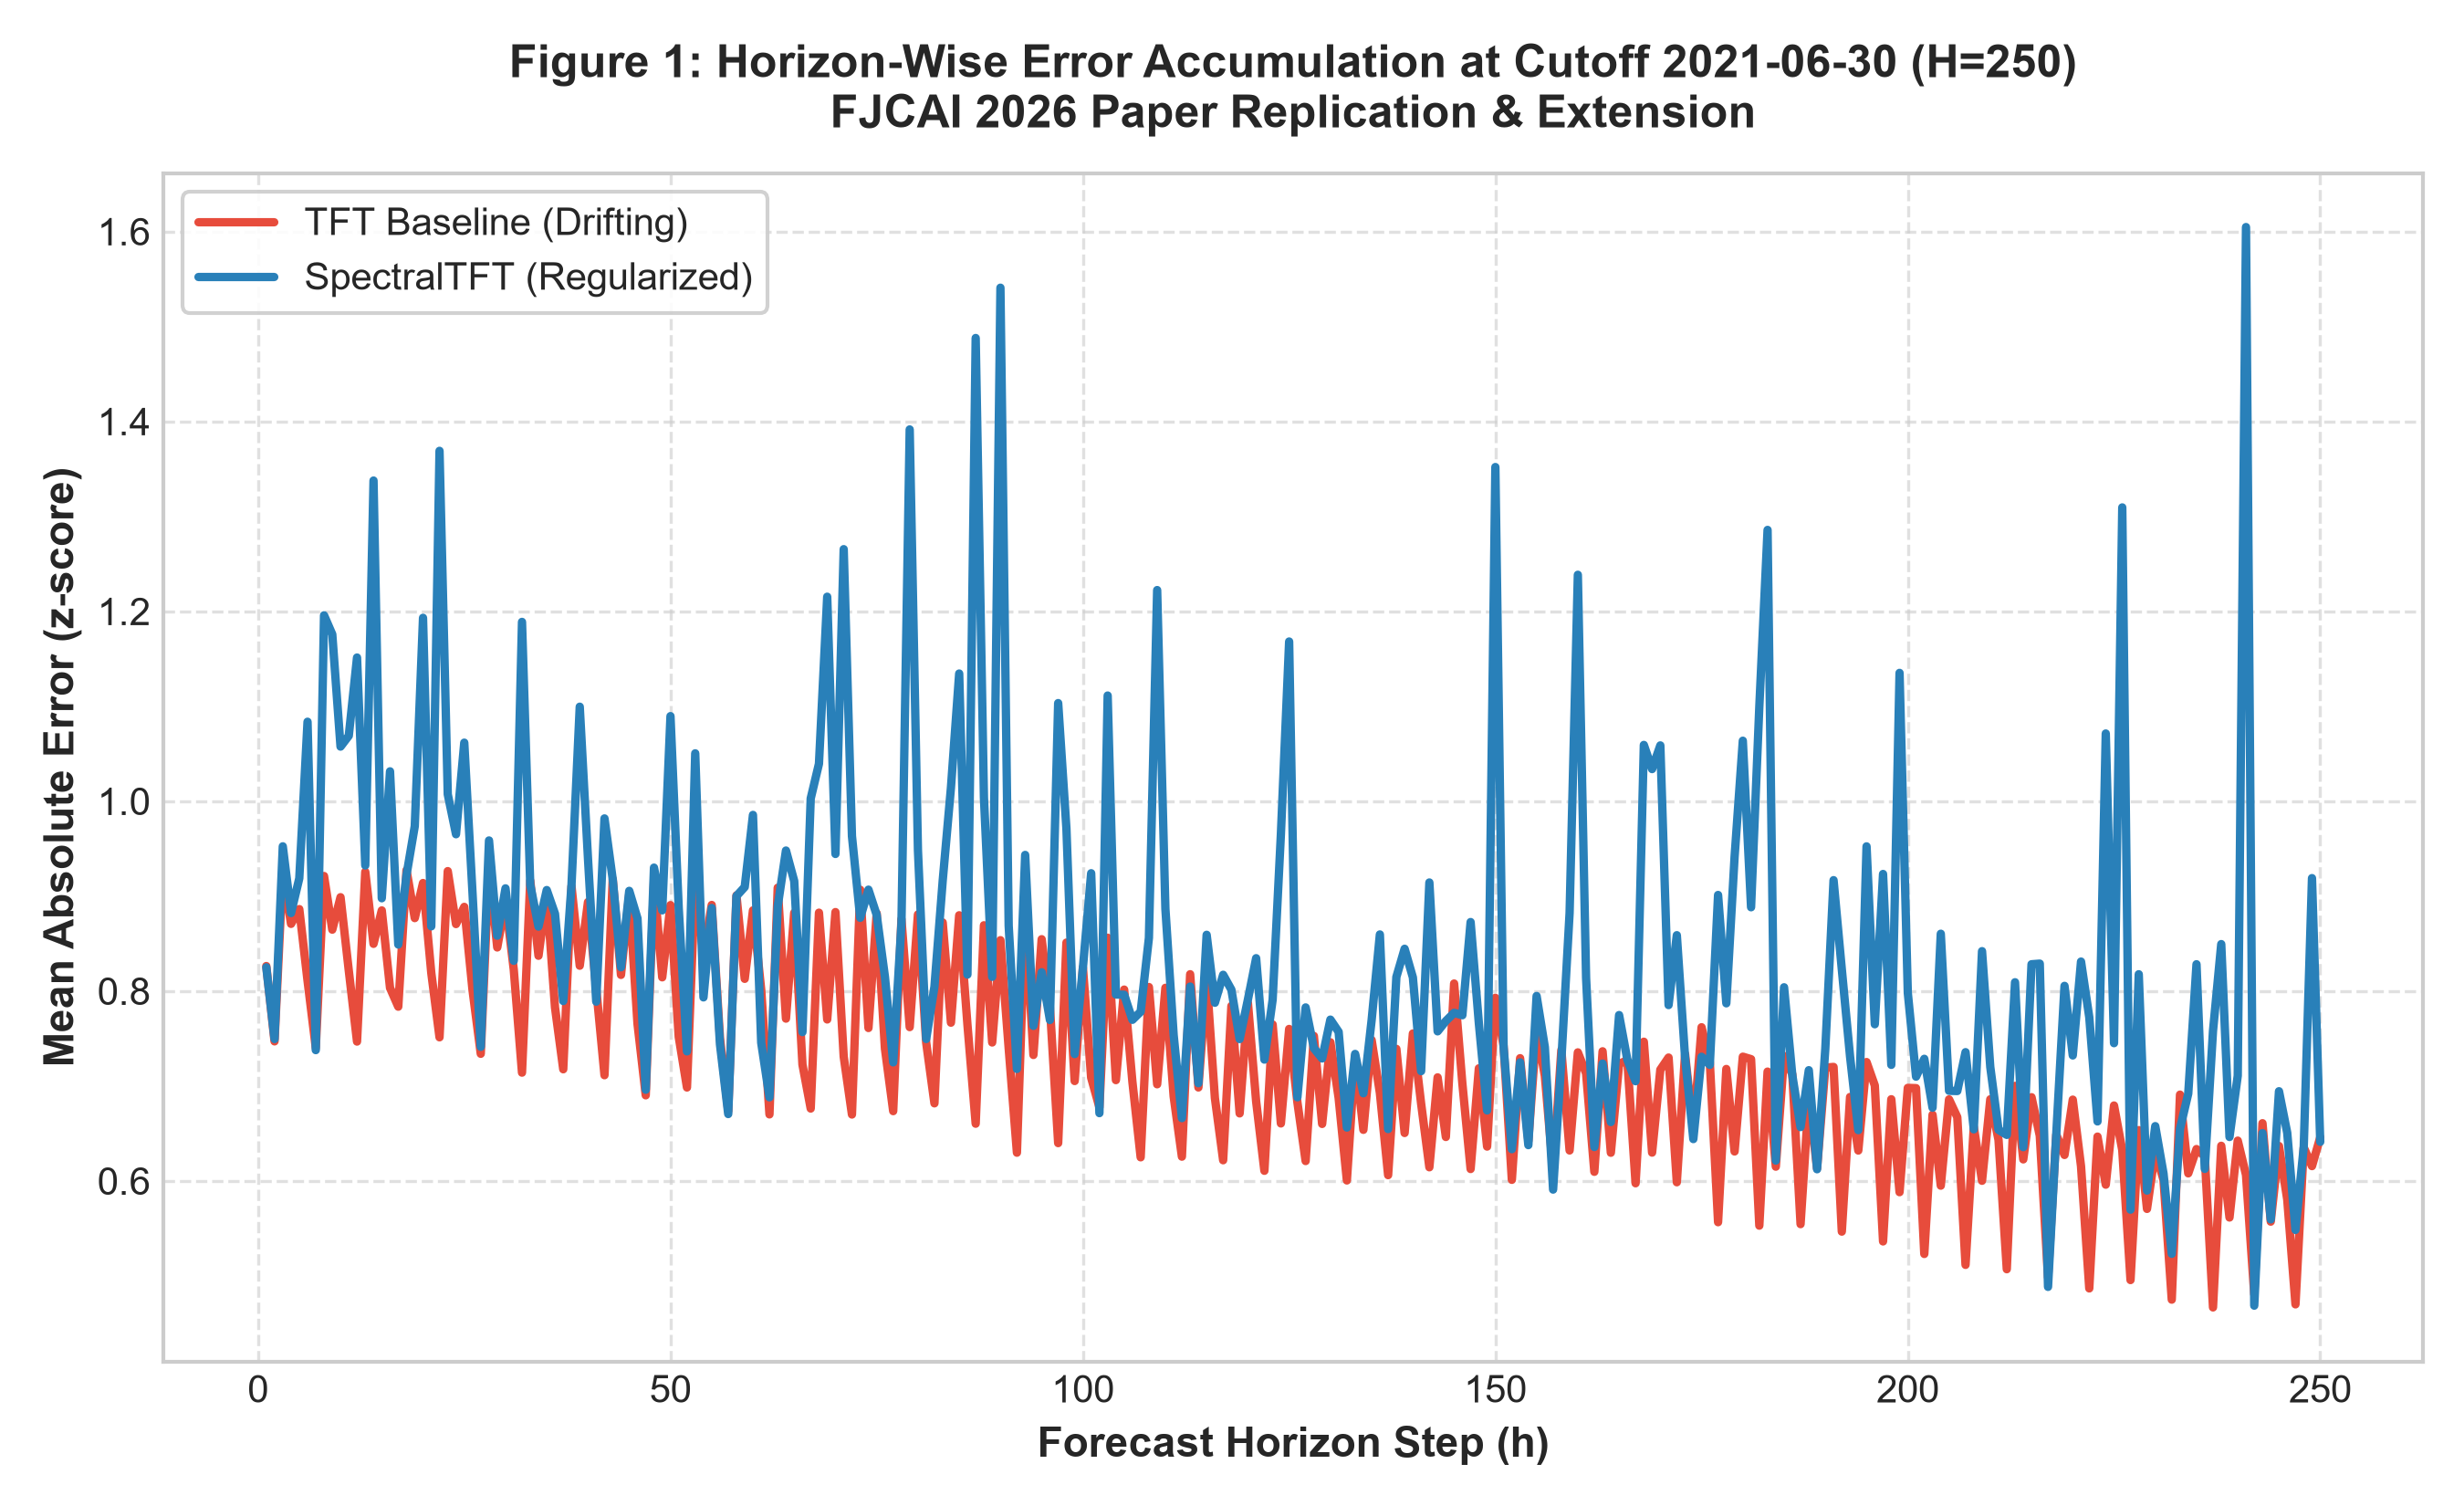 Figure 1: Horizon-Wise Error Accumulation at Cutoff 2021-06-30 (H=250)
FJCAI 2026 Paper Replication & Extension
TFT Baseline (Drifting)
SpectralTFT (Regularized)
Mean Absolute Error (z-score)
1.6
1.4
1.2
1.0
0.8
0.6
0
50
100
150
200
250
Forecast Horizon Step (h)